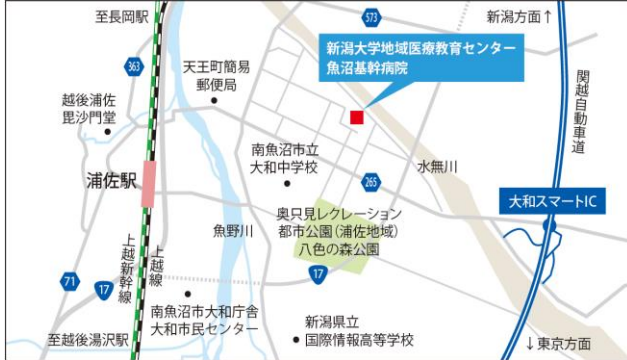 至長岡駅
573
新潟方面↑
新潟大学地域医療教育センター
魚沼基幹病院
363
天王町簡易
郵便局
関越自動車道
越後浦佐
毘沙門堂
南魚沼市立
大和中学校
水無川
265
浦佐駅
大和スマートIC
奥只見レクレーション
都市公園(浦佐地域)
八色の森公園
魚野川
上越新幹線
上越線
17
71
17
南魚沼市大和庁舎
大和市民センター
新潟県立
国際情報高等学校
至越後湯沢駅
↓東京方面